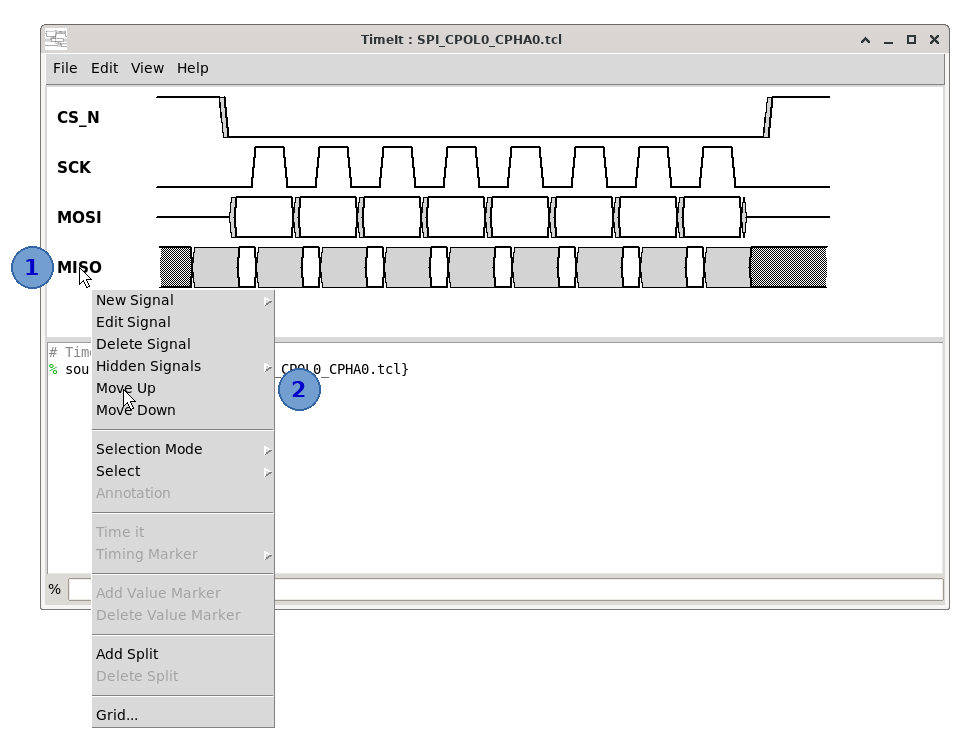 TimeIt : SPI_CPOL0_CPHA0.tcl
File Edit View Help
CS_N
SCK
MOSI
1 MISO
New Signal
Edit Signal
Delete Signal
# Tim
Hidden Signals
% sou _CPOL0_CPHA0.tcl}
Move Up
2
Move Down
Selection Mode
Select
Annotation
Time it
Timing Marker
%
Add Value Marker
Delete Value Marker
Add Split
Delete Split
Grid...